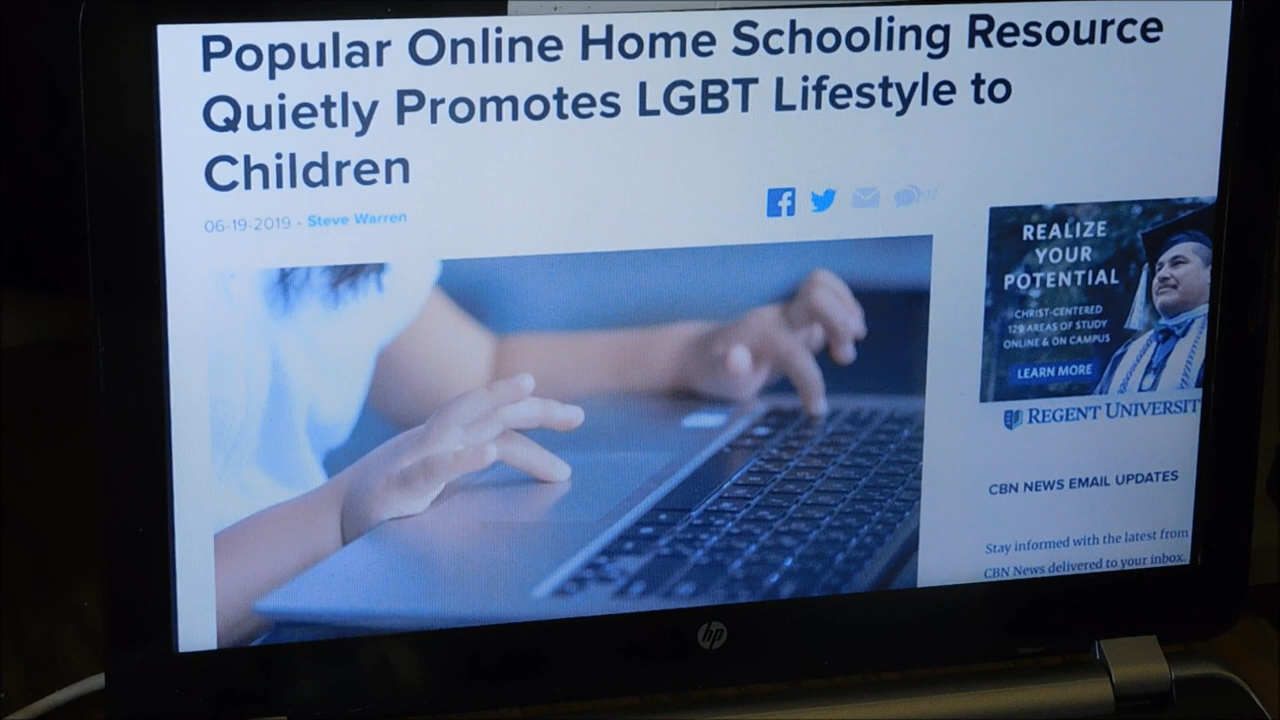 Popular Online Home Schooling Resource
Quietly Promotes LGBT Lifestyle to
Children
06-19-2019 - Steve Warren
REALIZE
YOUR
POTENTIAL
CHRIST-CENTERED
129 AREAS OF STUDY
ONLINE & ON CAMPUS
LEARN MORE
REGENT UNIVERSIT
CBN NEWS EMAIL UPDATES
Stay informed with the latest from
CBN News delivered to your inbox.
hp